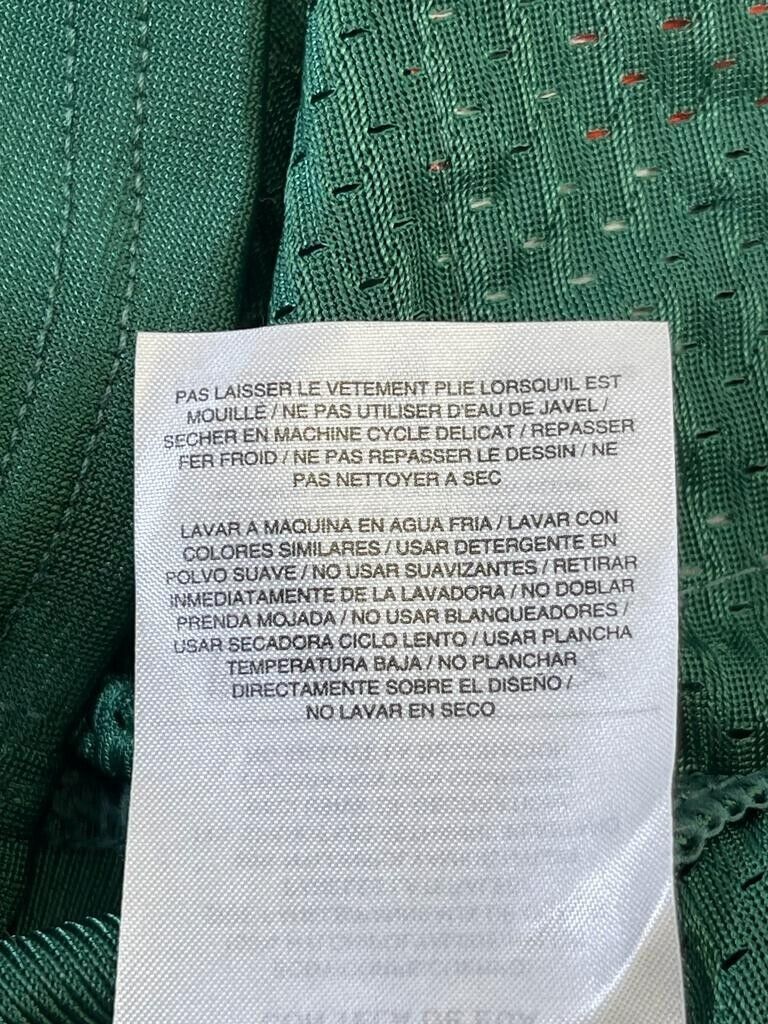 PAS LAISSER LE VETEMENT PLIE LORSQU'IL EST
MOUILLE / NE PAS UTILISER D'EAU DE JAVEL /
SECHER EN MACHINE CYCLE DELICAT / REPASSER
FER FROID / NE PAS REPASSER LE DESSIN / NE
PAS NETTOYER A SEC
LAVAR A MAQUINA EN AGUA FRIA / LAVAR CON
COLORES SIMILARES / USAR DETERGENTE EN
POLVO SUAVE / NO USAR SUAVIZANTES / RETIRAR
INMEDIATAMENTE DE LA LAVADORA / NO DOBLAR
PRENDA MOJADA / NO USAR BLANQUEADORES /
USAR SECADORA CICLO LENTO / USAR PLANCHA
TEMPERATURA BAJA / NO PLANCHAR
DIRECTAMENTE SOBRE EL DISEÑO /
NO LAVAR EN SECO